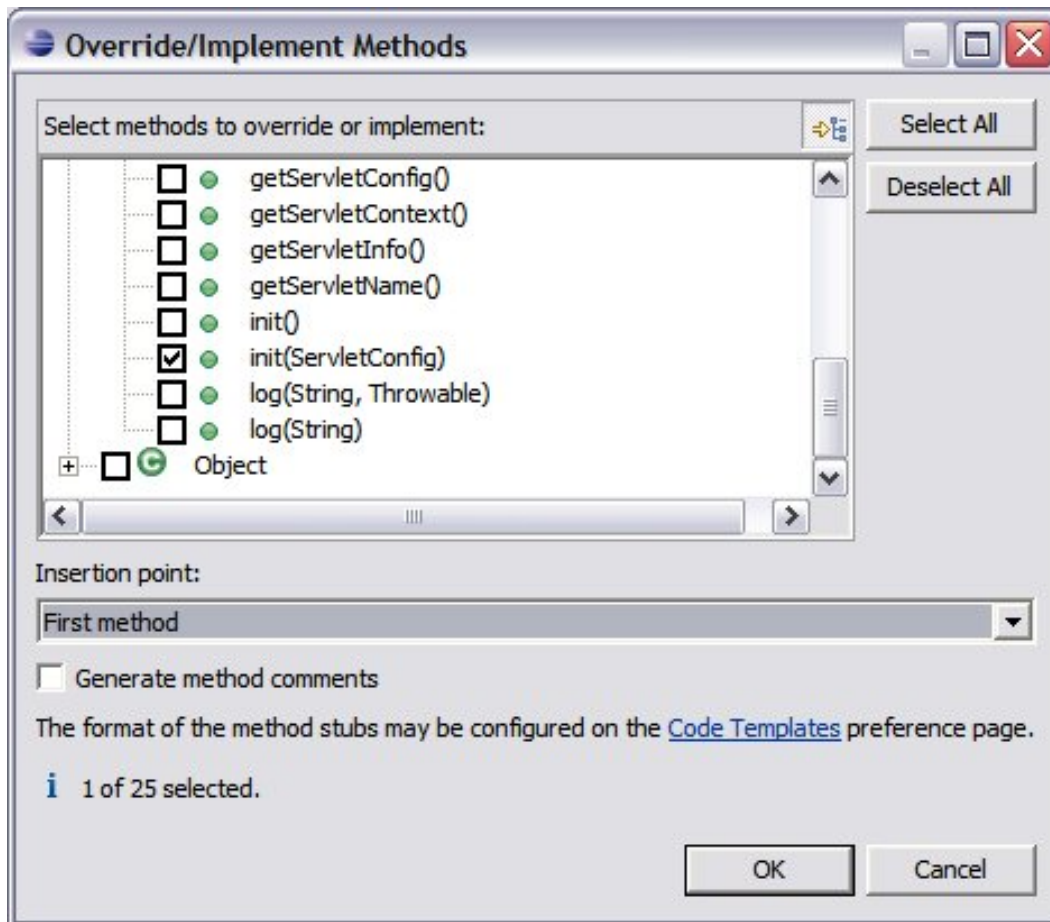 Override/Implement Methods
Select methods to override or implement:
Select All
Deselect All
getServletConfig()
getServletContext()
getServletInfo()
getServletName()
init()
init(ServletConfig)
log(String, Throwable)
log(String)
C Object
Insertion point:
First method
Generate method comments
The format of the method stubs may be configured on the Code Templates preference page.
i 1 of 25 selected.
OK
Cancel